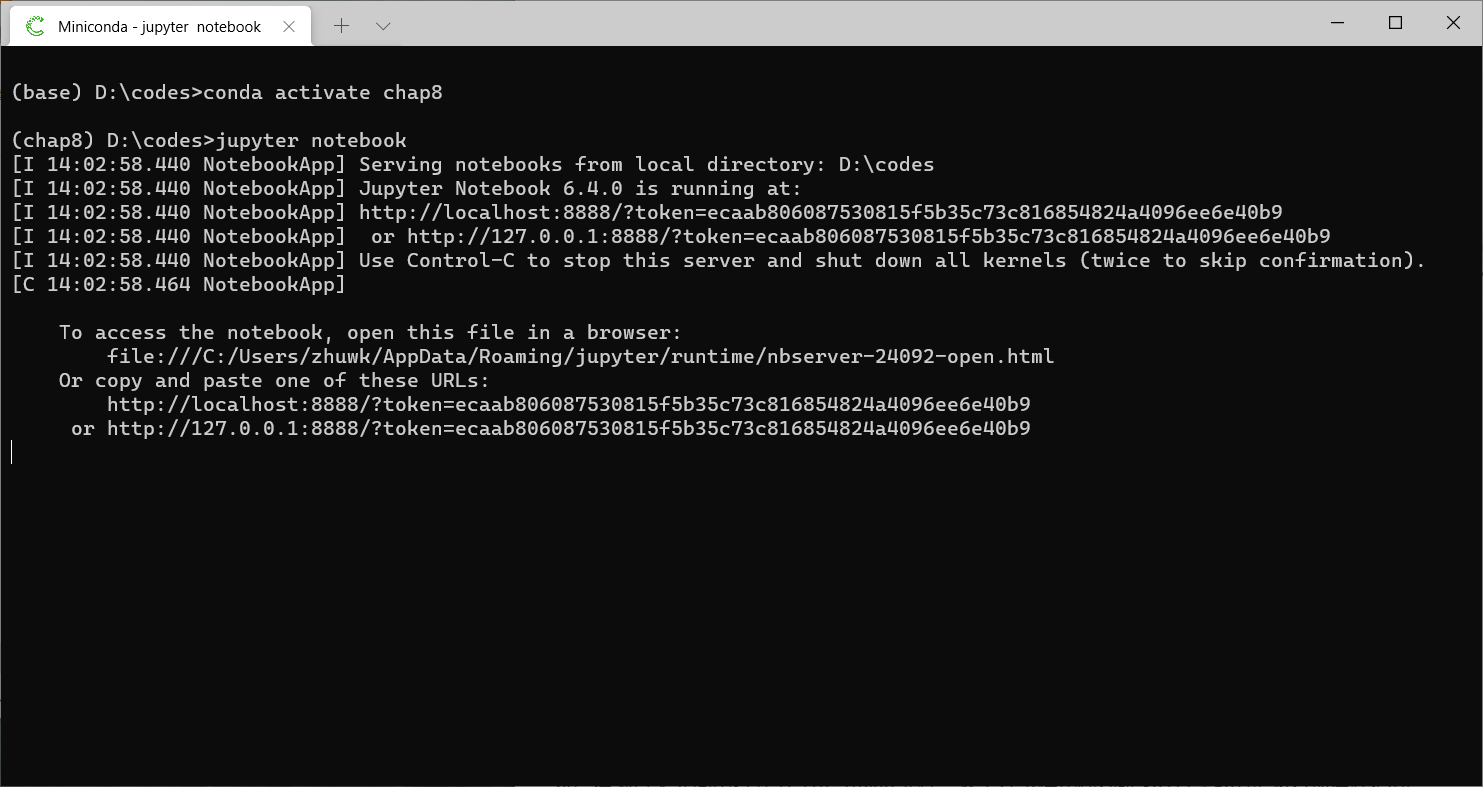 Miniconda - jupyter  notebook
(base) D:\codes>conda activate chap8
(chap8) D:\codes>jupyter notebook
[I 14:02:58.440 NotebookApp] Serving notebooks from local directory: D:\codes
[I 14:02:58.440 NotebookApp] Jupyter Notebook 6.4.0 is running at:
[I 14:02:58.440 NotebookApp] http://localhost:8888/?token=ecaab806087530815f5b35c73c816854824a4096ee6e40b9
[I 14:02:58.440 NotebookApp]  or http://127.0.0.1:8888/?token=ecaab806087530815f5b35c73c816854824a4096ee6e40b9
[I 14:02:58.440 NotebookApp] Use Control-C to stop this server and shut down all kernels (twice to skip confirmation).
[C 14:02:58.464 NotebookApp]
    To access the notebook, open this file in a browser:
        file:///C:/Users/zhuwk/AppData/Roaming/jupyter/runtime/nbserver-24092-open.html
    Or copy and paste one of these URLs:
        http://localhost:8888/?token=ecaab806087530815f5b35c73c816854824a4096ee6e40b9
     or http://127.0.0.1:8888/?token=ecaab806087530815f5b35c73c816854824a4096ee6e40b9